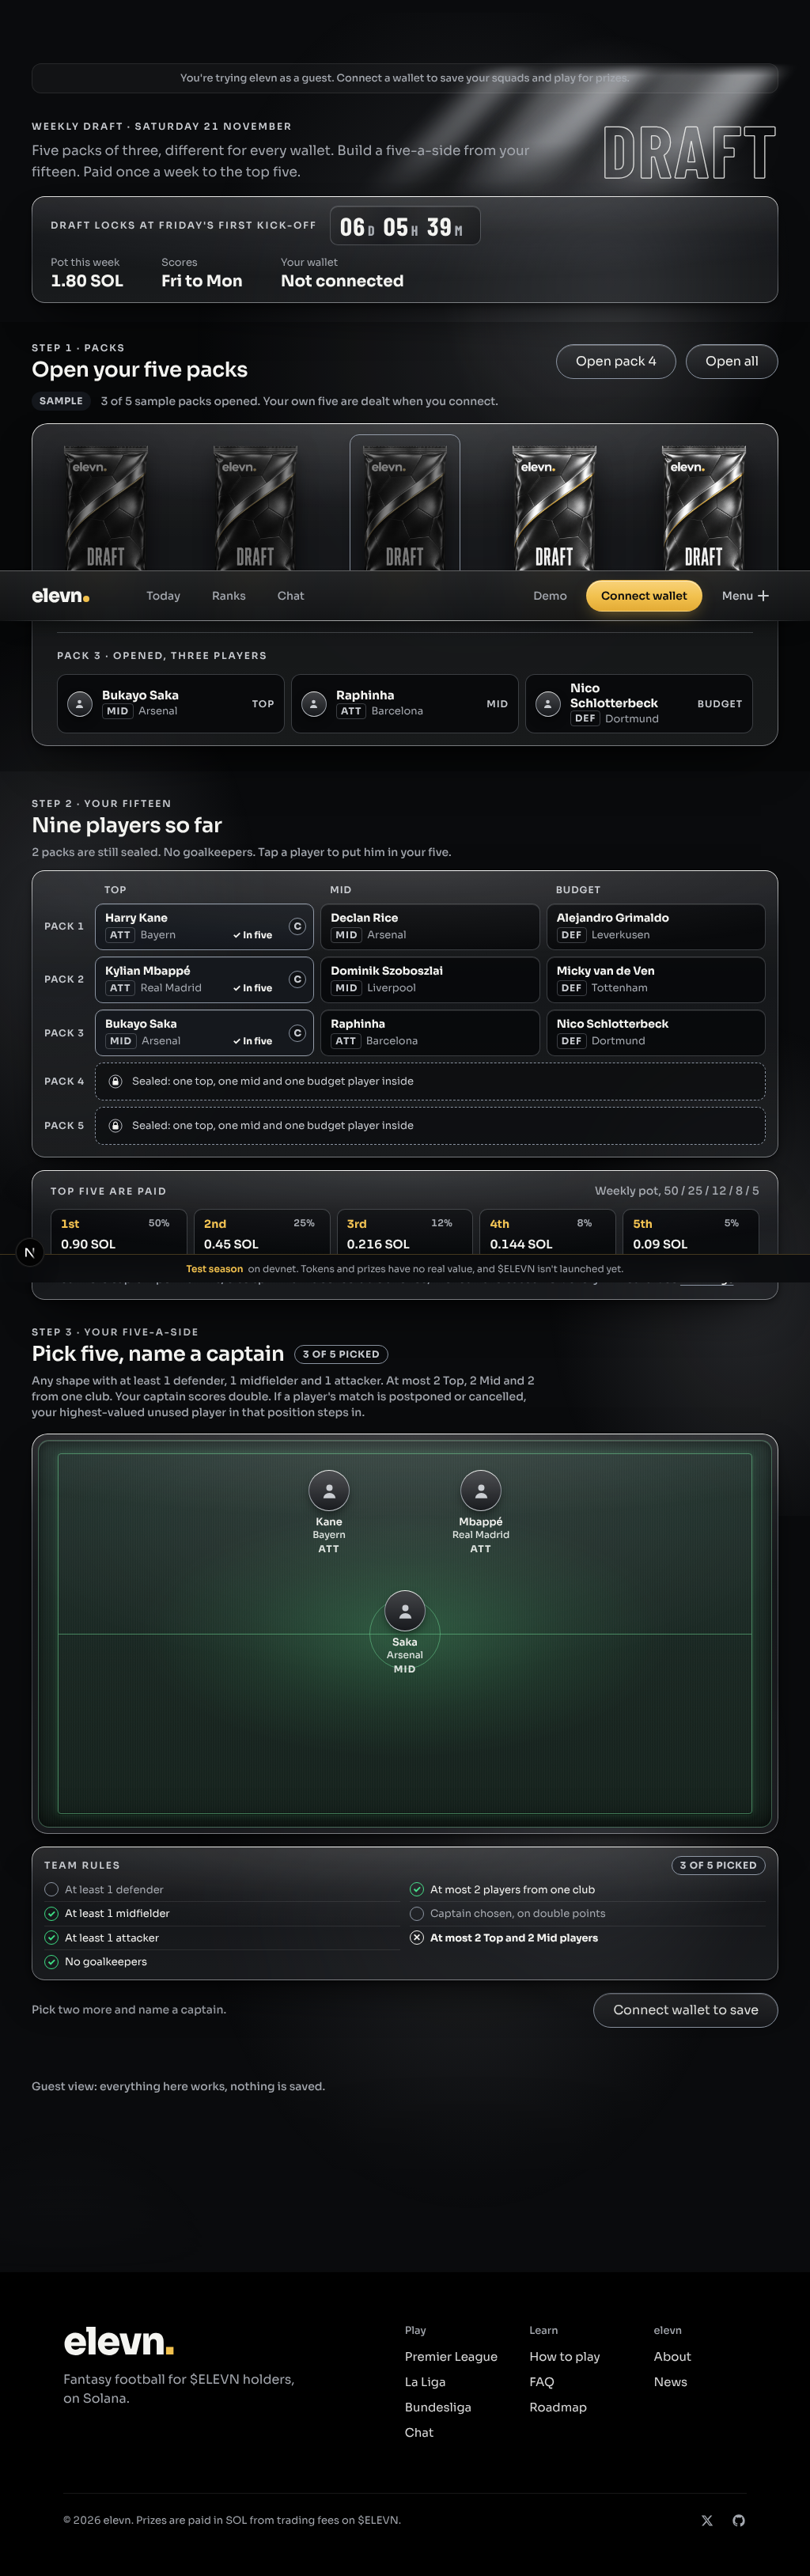 You're trying elevn as a guest. Connect a wallet to save your squads and play for prizes.
WEEKLY DRAFT · SATURDAY 21 NOVEMBER
Five packs of three, different for every wallet. Build a five-a-side from your
fifteen. Paid once a week to the top five.
DRAFT
DRAFT LOCKS AT FRIDAY'S FIRST KICK-OFF
06 D 05 H 39 M
Pot this week
1.80 SOL
Scores
Fri to Mon
Your wallet
Not connected
STEP 1 · PACKS
Open your five packs
Open pack 4
Open all
SAMPLE
3 of 5 sample packs opened. Your own five are dealt when you connect.
elevn.
DRAFT
elevn.
DRAFT
elevn.
DRAFT
elevn.
DRAFT
elevn.
DRAFT
elevn.
Today
Ranks
Chat
Demo
Connect wallet
Menu
PACK 3 · OPENED, THREE PLAYERS
Bukayo Saka
MID Arsenal
TOP
Raphinha
ATT Barcelona
MID
Nico
Schlotterbeck
DEF Dortmund
BUDGET
STEP 2 · YOUR FIFTEEN
Nine players so far
2 packs are still sealed. No goalkeepers. Tap a player to put him in your five.
TOP
MID
BUDGET
PACK 1
Harry Kane
ATT Bayern
In five
C
Declan Rice
MID Arsenal
Alejandro Grimaldo
DEF Leverkusen
PACK 2
Kylian Mbappé
ATT Real Madrid
In five
C
Dominik Szoboszlai
MID Liverpool
Micky van de Ven
DEF Tottenham
PACK 3
Bukayo Saka
MID Arsenal
In five
C
Raphinha
ATT Barcelona
Nico Schlotterbeck
DEF Dortmund
PACK 4
Sealed: one top, one mid and one budget player inside
PACK 5
Sealed: one top, one mid and one budget player inside
TOP FIVE ARE PAID
Weekly pot, 50 / 25 / 12 / 8 / 5
1st 50%
0.90 SOL
2nd 25%
0.45 SOL
3rd 12%
0.216 SOL
4th 8%
0.144 SOL
5th 5%
0.09 SOL
N
Test season on devnet. Tokens and prizes have no real value, and $ELEVN isn't launched yet.
STEP 3 · YOUR FIVE-A-SIDE
Pick five, name a captain
3 OF 5 PICKED
Any shape with at least 1 defender, 1 midfielder and 1 attacker. At most 2 Top, 2 Mid and 2
from one club. Your captain scores double. If a player's match is postponed or cancelled,
your highest-valued unused player in that position steps in.
Kane
Bayern
ATT
Mbappé
Real Madrid
ATT
Saka
Arsenal
MID
TEAM RULES
3 OF 5 PICKED
At least 1 defender
At most 2 players from one club
At least 1 midfielder
Captain chosen, on double points
At least 1 attacker
At most 2 Top and 2 Mid players
No goalkeepers
Pick two more and name a captain.
Connect wallet to save
Guest view: everything here works, nothing is saved.
elevn.
Fantasy football for $ELEVN holders,
on Solana.
Play
Premier League
La Liga
Bundesliga
Chat
Learn
How to play
FAQ
Roadmap
elevn
About
News
© 2026 elevn. Prizes are paid in SOL from trading fees on $ELEVN.